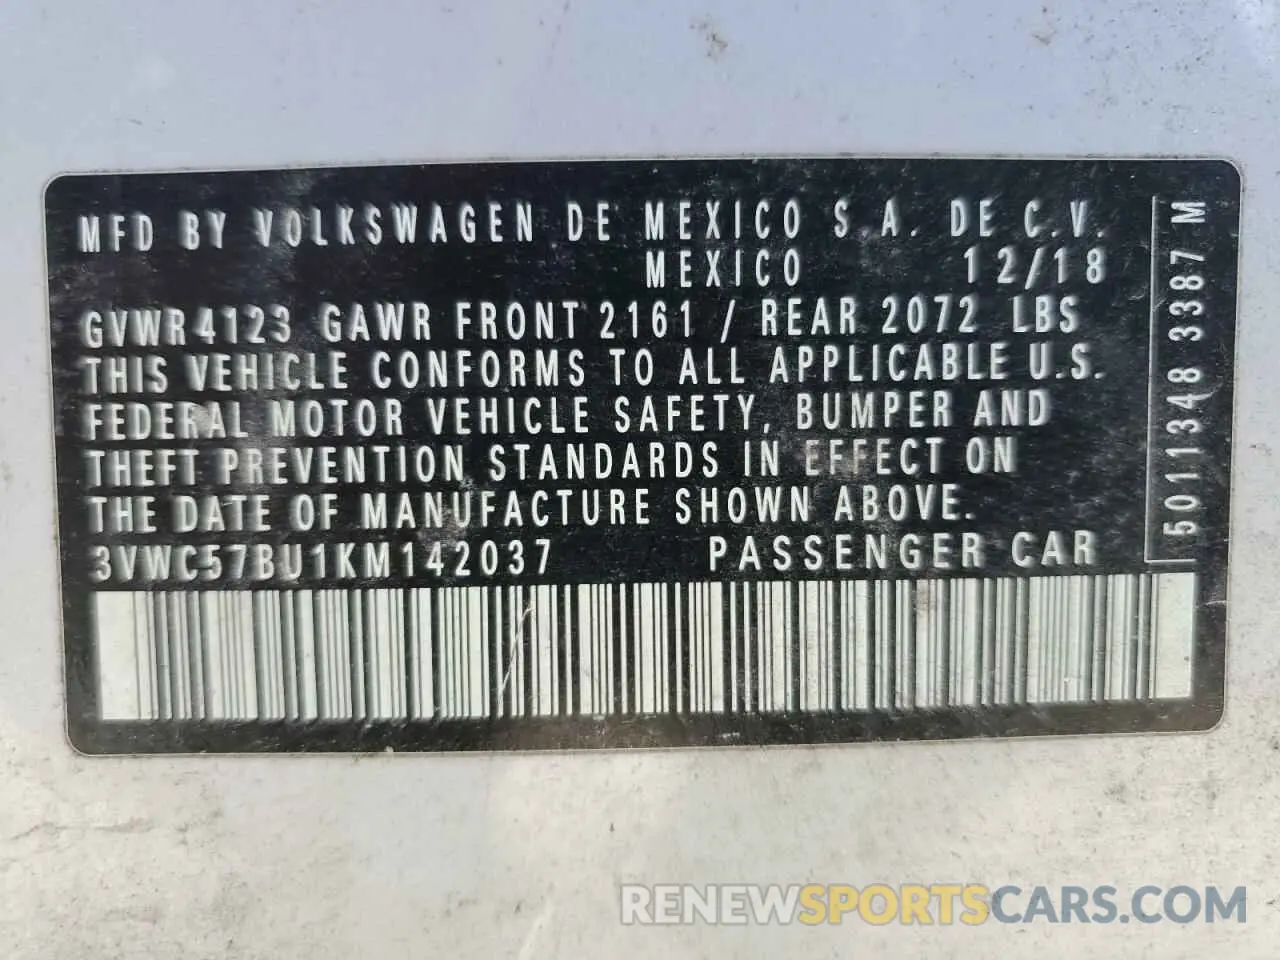 MFD BY VOLKSWAGEN DE MEXICO S.A. DE C.V.
MEXICO 12/18
GVWR 4123 GAWR FRONT 2161 / REAR 2072 LBS
THIS VEHICLE CONFORMS TO ALL APPLICABLE U.S.
FEDERAL MOTOR VEHICLE SAFETY, BUMPER AND
THEFT PREVENTION STANDARDS IN EFFECT ON
THE DATE OF MANUFACTURE SHOWN ABOVE.
3VWC57BU1KM142037 PASSENGER CAR
5011348 3387 M
RENEWSPORTSCARS.COM